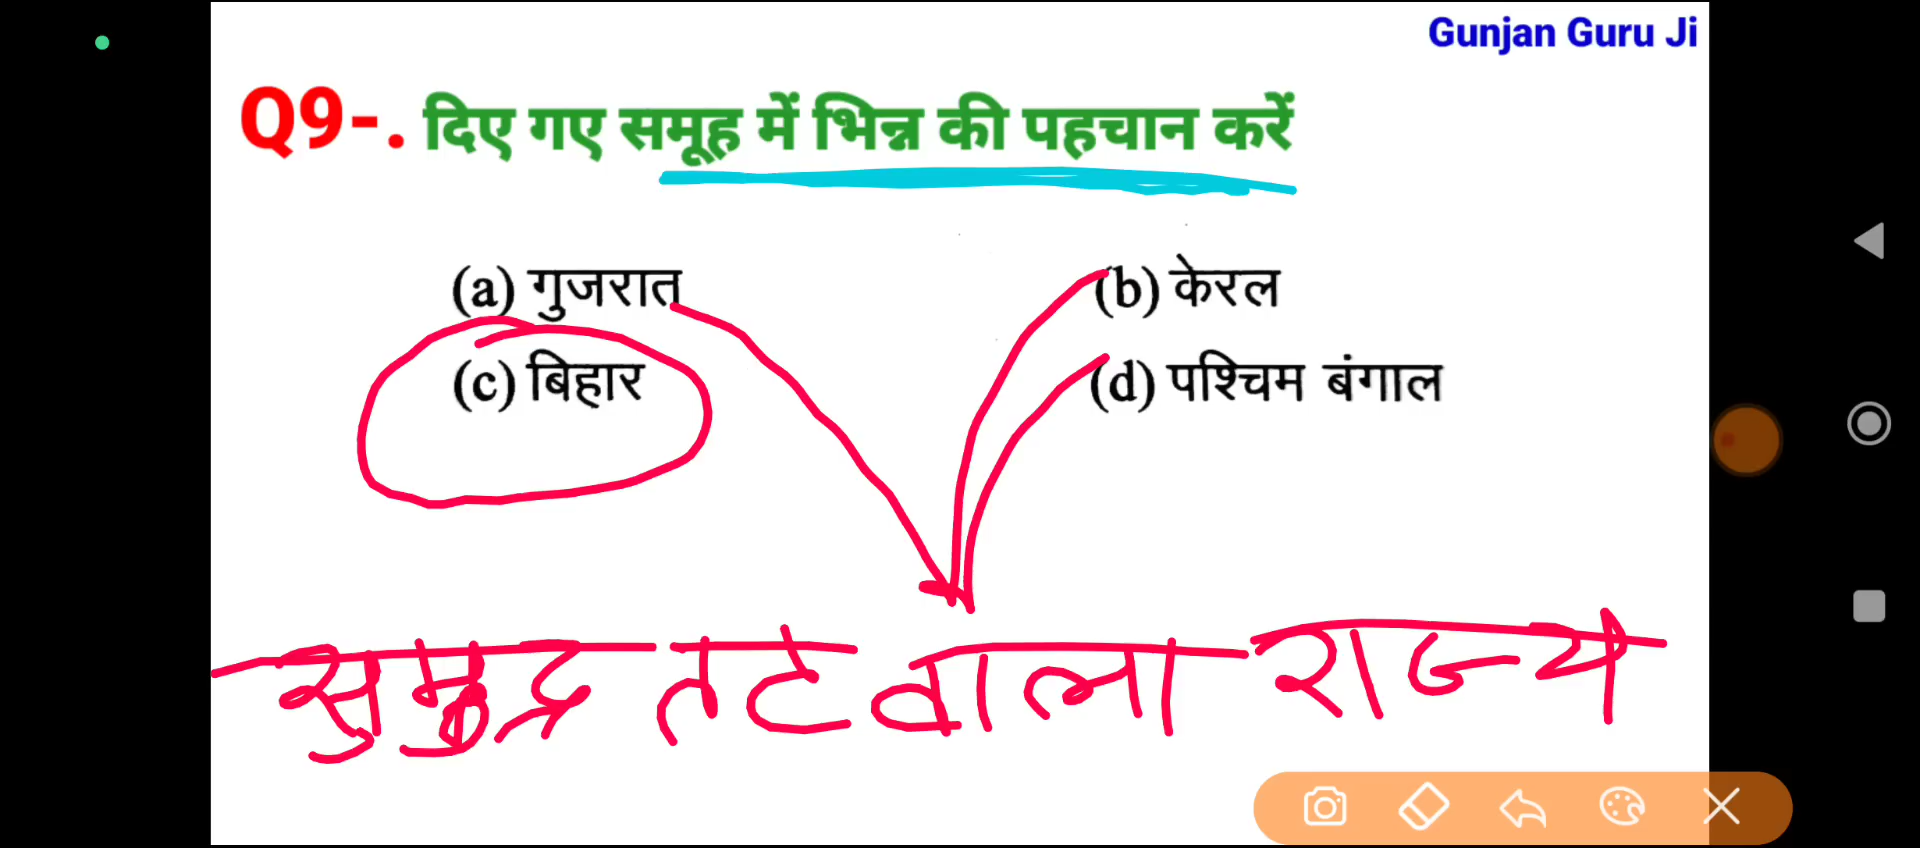 Gunjan Guru Ji
Q9-. दिए गए समूह में भिन्न की पहचान करें
(a) गुजरात (b) केरल
(c) बिहार (d) पश्चिम बंगाल
समुद्र तट वाला राज्य